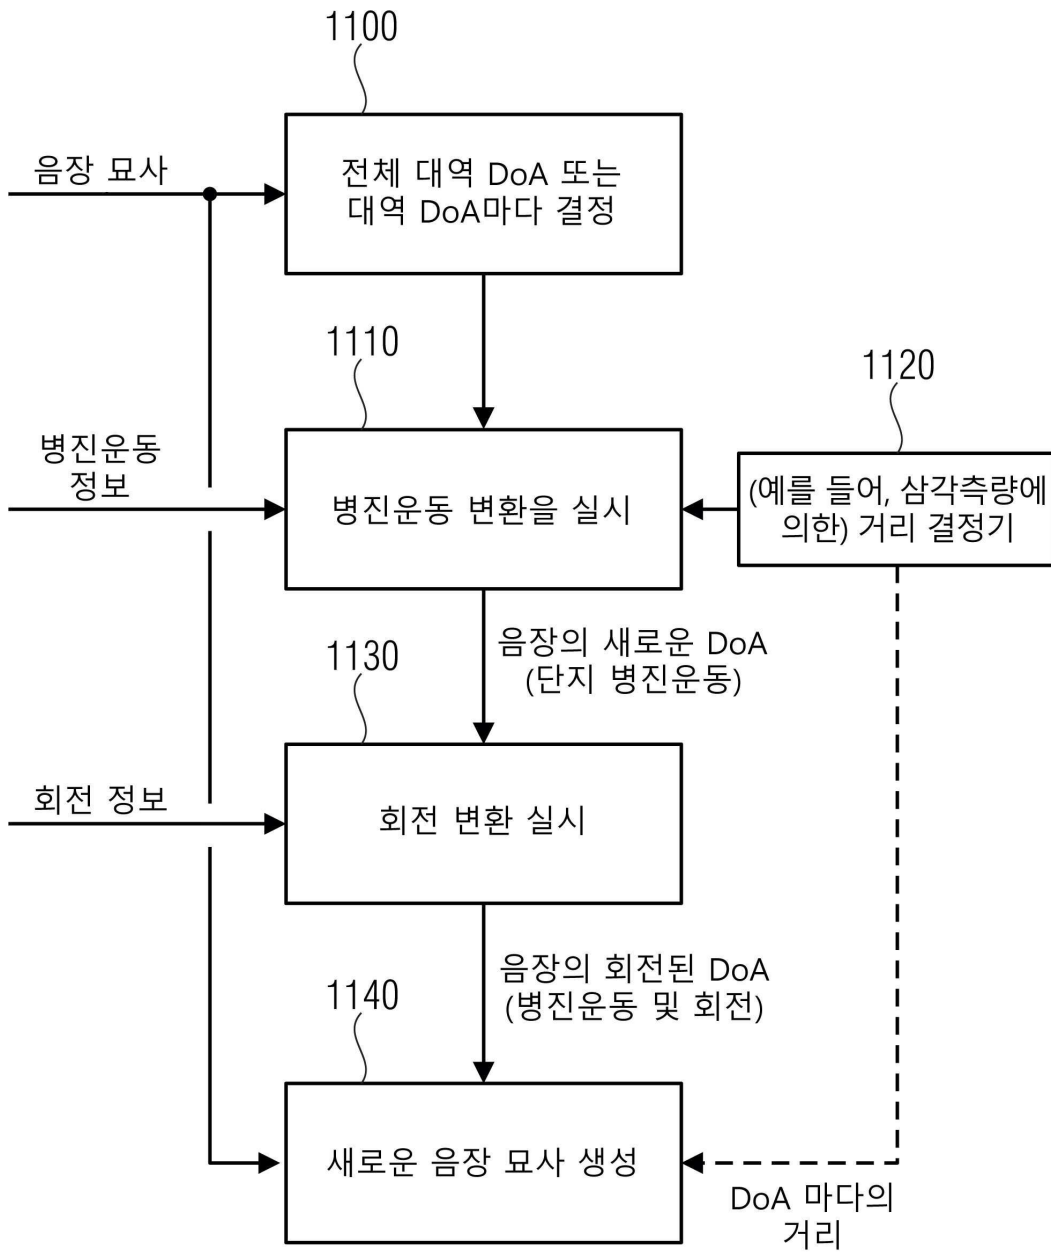 1100
음장 묘사
전체 대역 DoA 또는
대역 DoA마다 결정
1110
1120
병진운동
정보
병진운동 변환을 실시
(예를 들어, 삼각측량에
의한) 거리 결정기
음장의 새로운 DoA
(단지 병진운동)
1130
회전 정보
회전 변환 실시
음장의 회전된 DoA
(병진운동 및 회전)
1140
새로운 음장 묘사 생성
DoA 마다의
거리